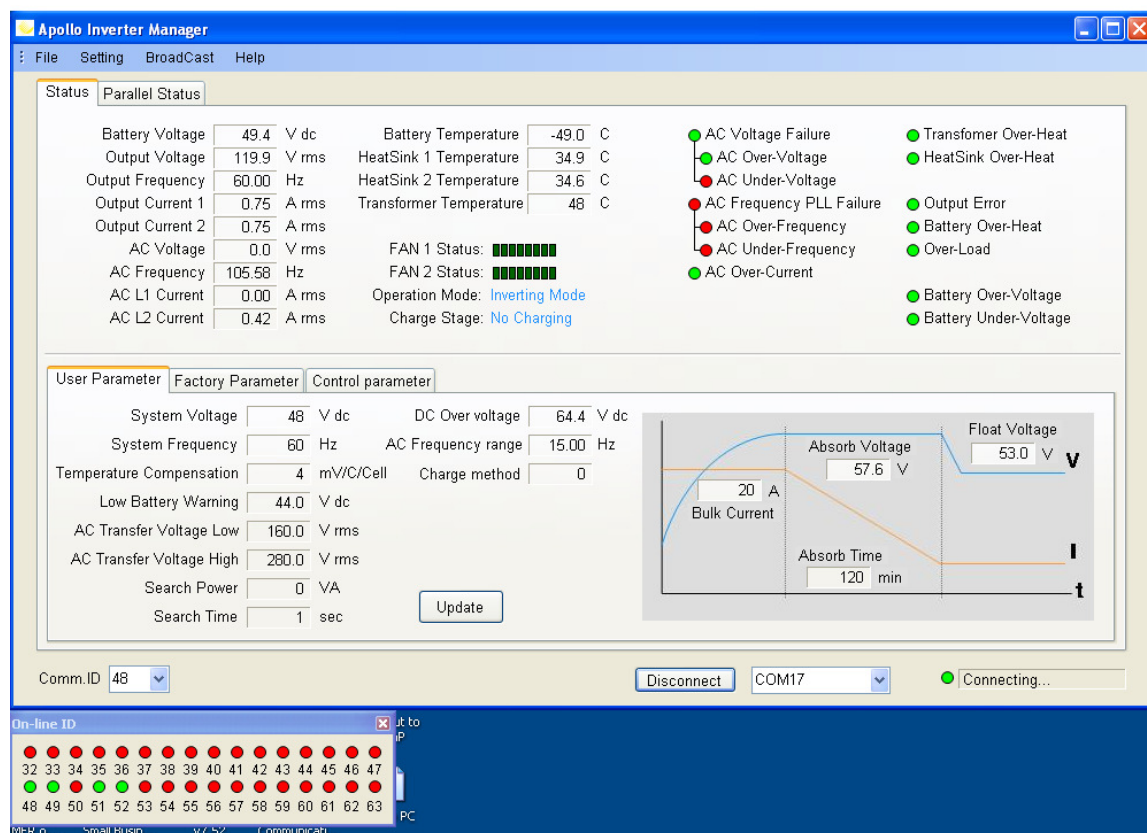 Apollo Inverter Manager
File Setting BroadCast Help
Status Parallel Status
Battery Voltage 49.4 V dc Battery Temperature -49.0 C AC Voltage Failure Transfomer Over-Heat
Output Voltage 119.9 V rms HeatSink 1 Temperature 34.9 C AC Over-Voltage HeatSink Over-Heat
Output Frequency 60.00 Hz HeatSink 2 Temperature 34.6 C AC Under-Voltage
Output Current 1 0.75 A rms Transformer Temperature 48 C AC Frequency PLL Failure Output Error
Output Current 2 0.75 A rms AC Over-Frequency Battery Over-Heat
AC Voltage 0.0 V rms FAN 1 Status: AC Under-Frequency Over-Load
AC Frequency 105.58 Hz FAN 2 Status: AC Over-Current
AC L1 Current 0.00 A rms Operation Mode: Inverting Mode Battery Over-Voltage
AC L2 Current 0.42 A rms Charge Stage: No Charging Battery Under-Voltage
User Parameter Factory Parameter Control parameter
System Voltage 48 V dc DC Over voltage 64.4 V dc
System Frequency 60 Hz AC Frequency range 15.00 Hz
Temperature Compensation 4 mV/C/Cell Charge method 0
Low Battery Warning 44.0 V dc
AC Transfer Voltage Low 160.0 V rms
AC Transfer Voltage High 280.0 V rms
Search Power 0 VA
Search Time 1 sec
Update
Float Voltage
Absorb Voltage 53.0 V V
57.6 V
20 A
Bulk Current
Absorb Time I
120 min
t
Comm.ID 48 Disconnect COM17 Connecting...
On-line ID
32 33 34 35 36 37 38 39 40 41 42 43 44 45 46 47
48 49 50 51 52 53 54 55 56 57 58 59 60 61 62 63
PC